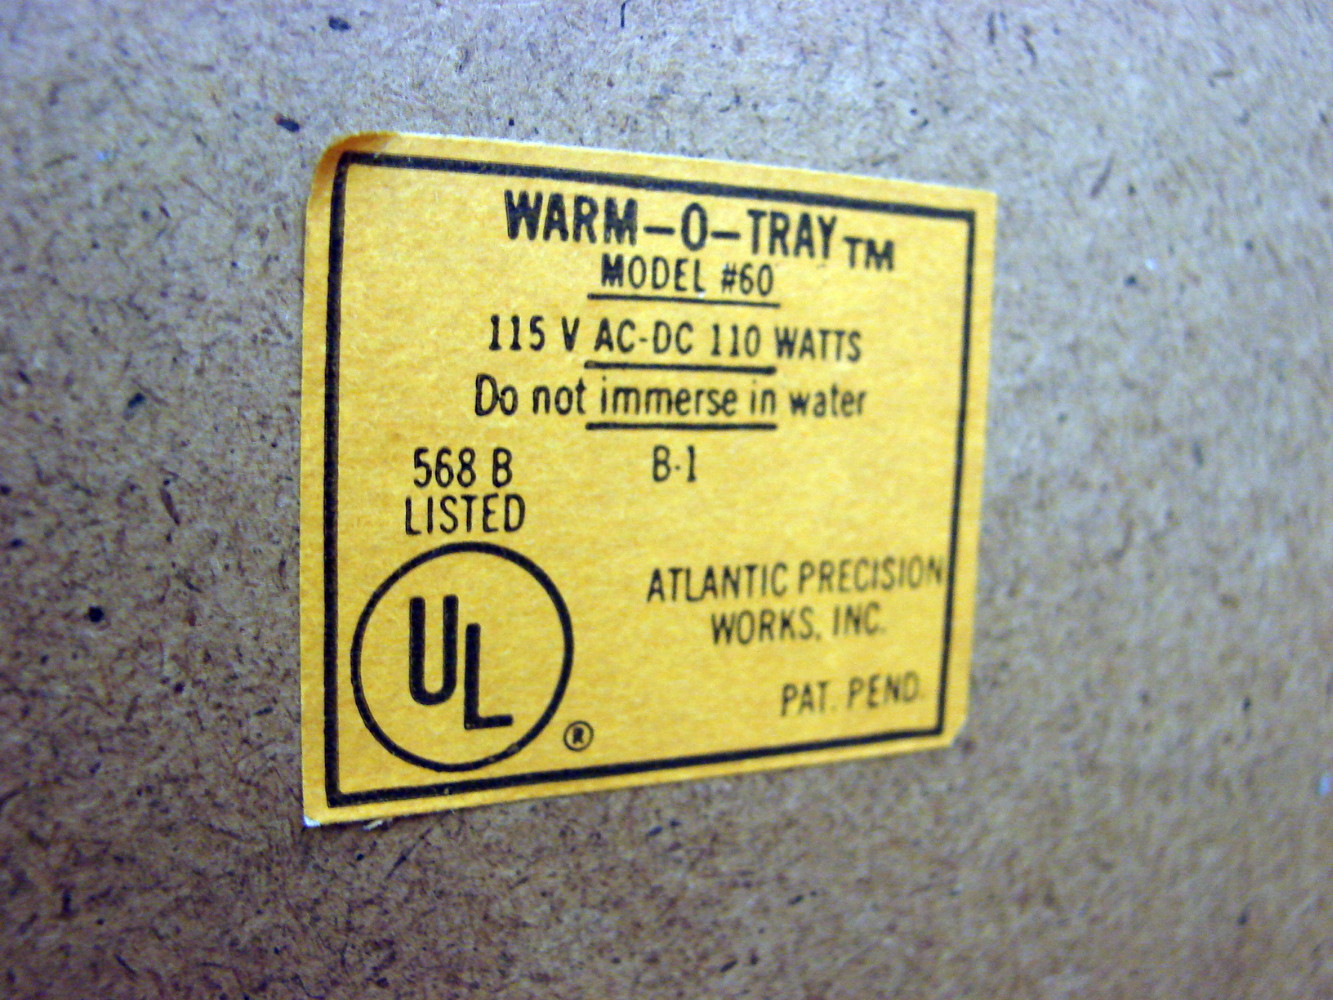 WARM-O-TRAY TM
MODEL #60
115 V AC-DC 110 WATTS
Do not immerse in water
568 B
LISTED
B-1
UL
®
ATLANTIC PRECISION
WORKS, INC.
PAT. PEND.